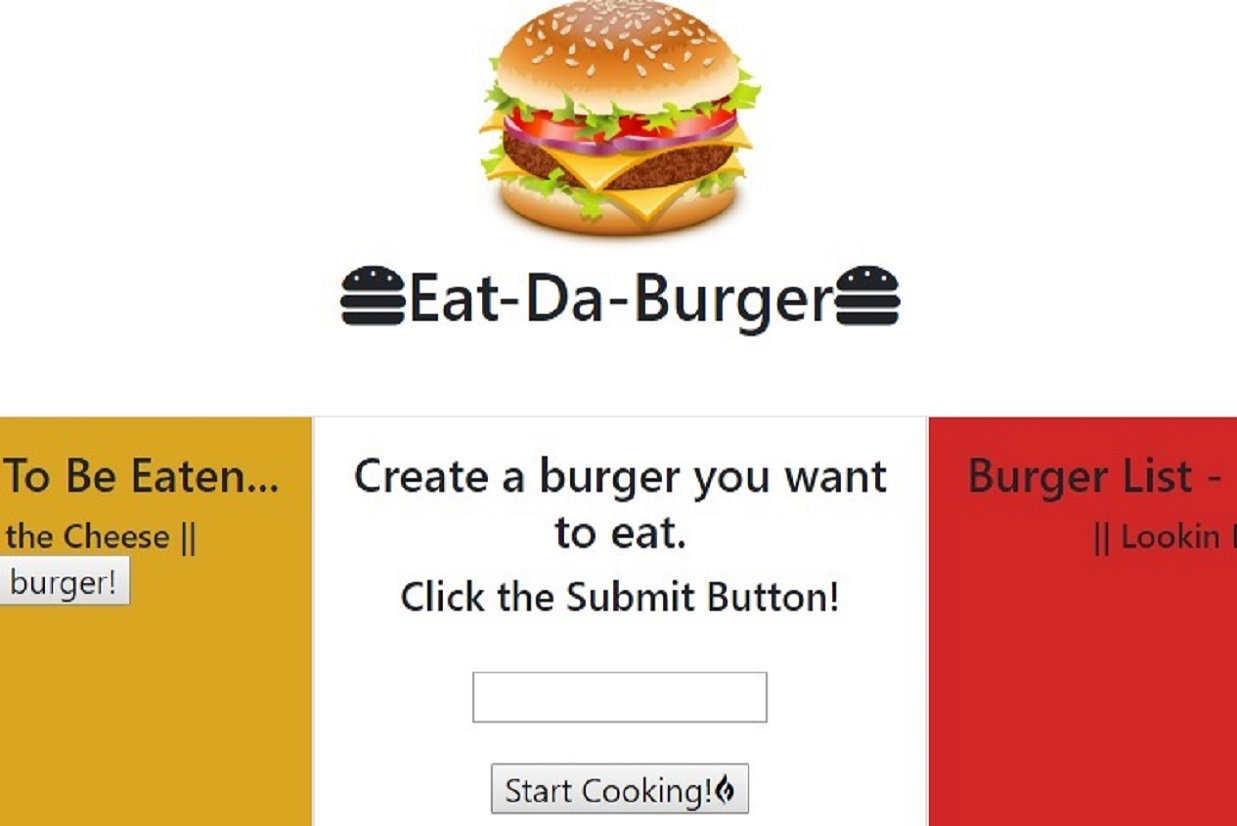 Eat-Da-Burger
To Be Eaten...
the Cheese ||
burger!
Create a burger you want
to eat.
Click the Submit Button!
Start Cooking!
Burger List -
|| Lookin